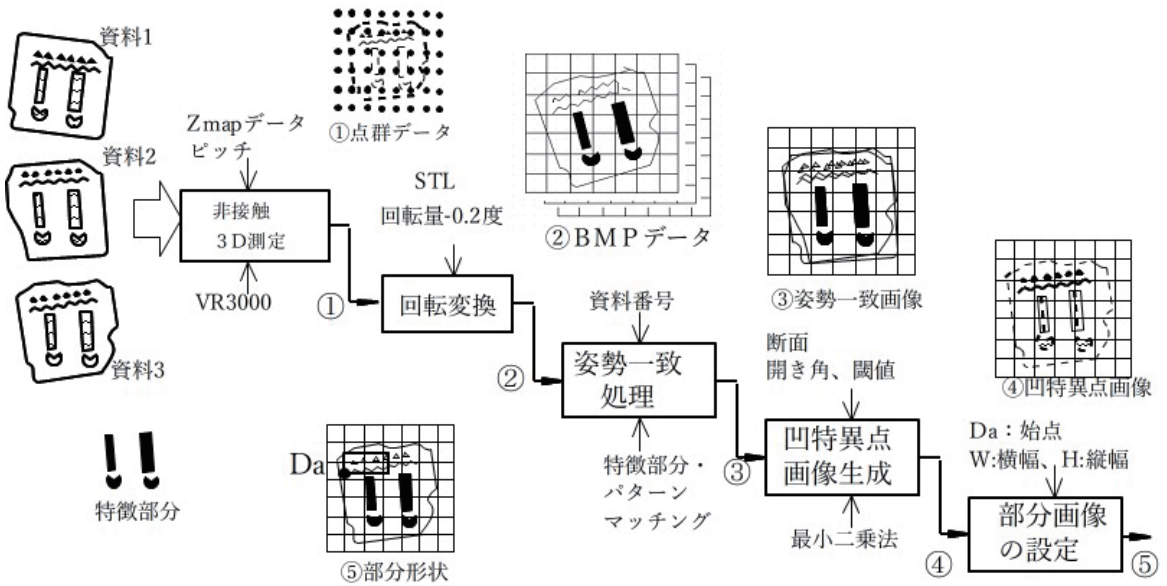 資料1
資料2
資料3
Zmapデータ
ピッチ
非接触
3D測定
VR3000
①点群データ
①
STL
回転量-0.2度
回転変換
②BMPデータ
②
資料番号
姿勢一致
処理
特徴部分・
パターン
マッチング
③姿勢一致画像
③
断面
開き角、閾値
凹特異点
画像生成
最小二乗法
④凹特異点画像
④
Da：始点
W:横幅、H:縦幅
部分画像
の設定
⑤
特徴部分
Da
⑤部分形状